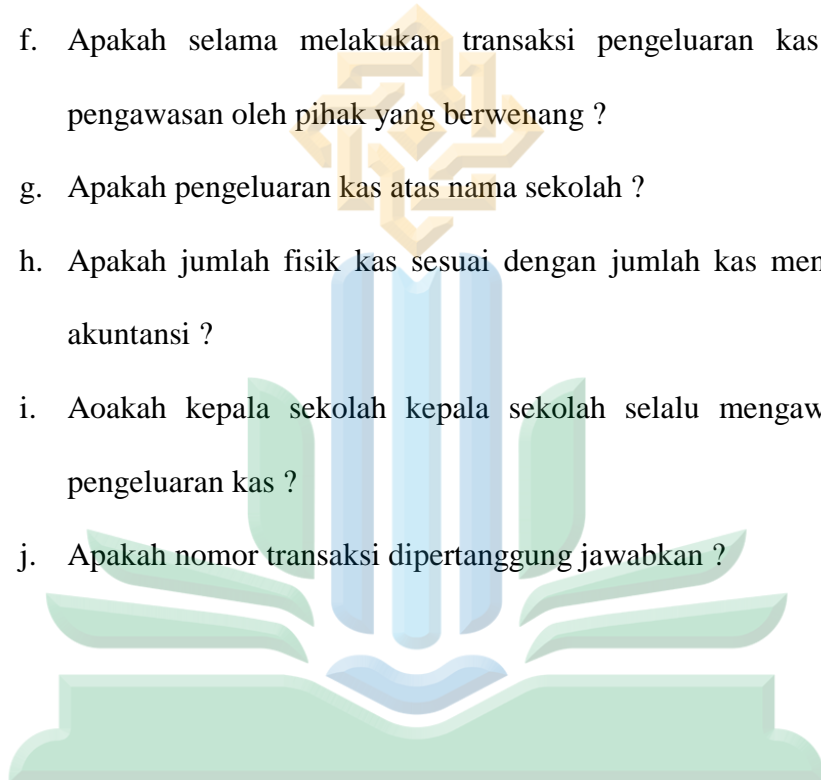 f. Apakah selama melakukan transaksi pengeluaran kas
pengawasan oleh pihak yang berwenang ?
g. Apakah pengeluaran kas atas nama sekolah ?
h. Apakah jumlah fisik kas sesuai dengan jumlah kas men
akuntansi ?
i. Aoakah kepala sekolah kepala sekolah selalu mengaw
pengeluaran kas ?
j. Apakah nomor transaksi dipertanggung jawabkan ?